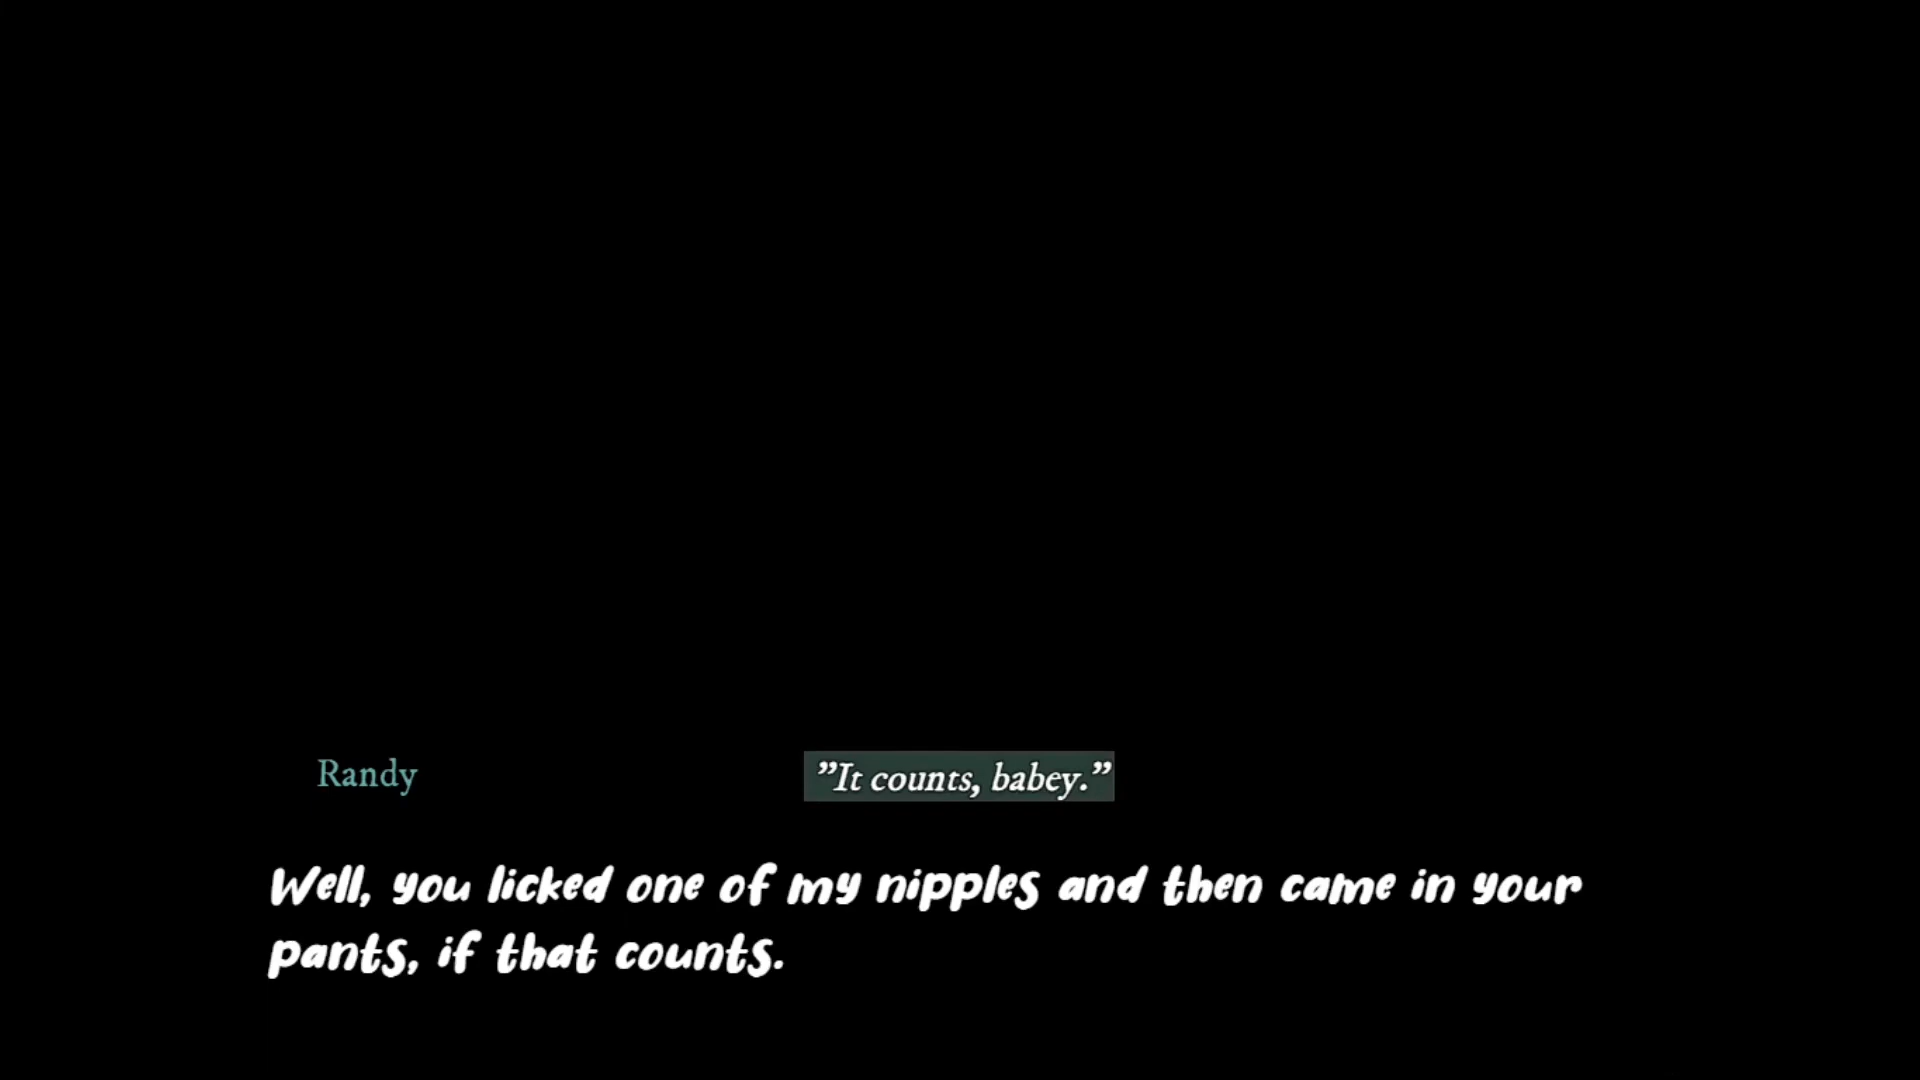 Randy
”It counts, babey.”
Well, you licked one of my nipples and then came in your
pants, if that counts.